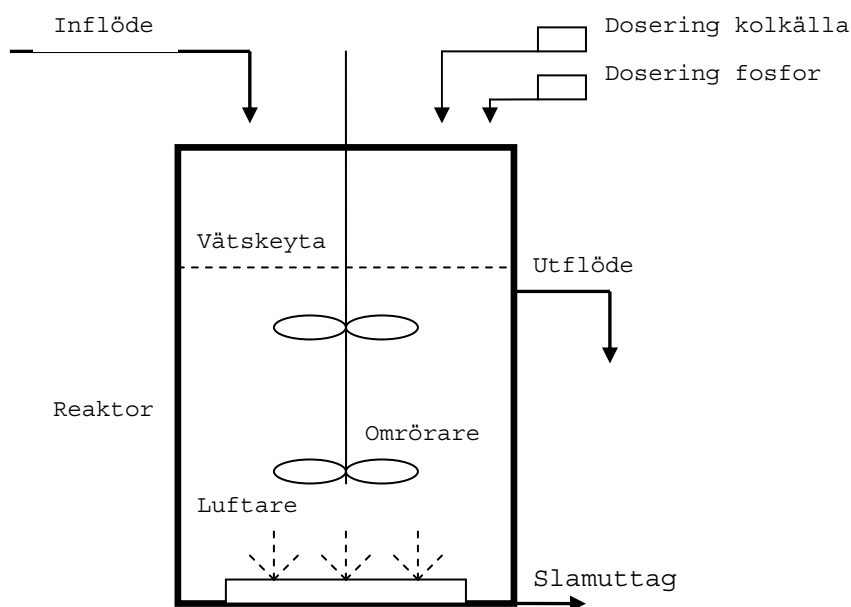 Inflöde
Dosering kolkälla
Dosering fosfor
Vätskeyta
Utflöde
Reaktor
Omrörare
Luftare
Slamuttag